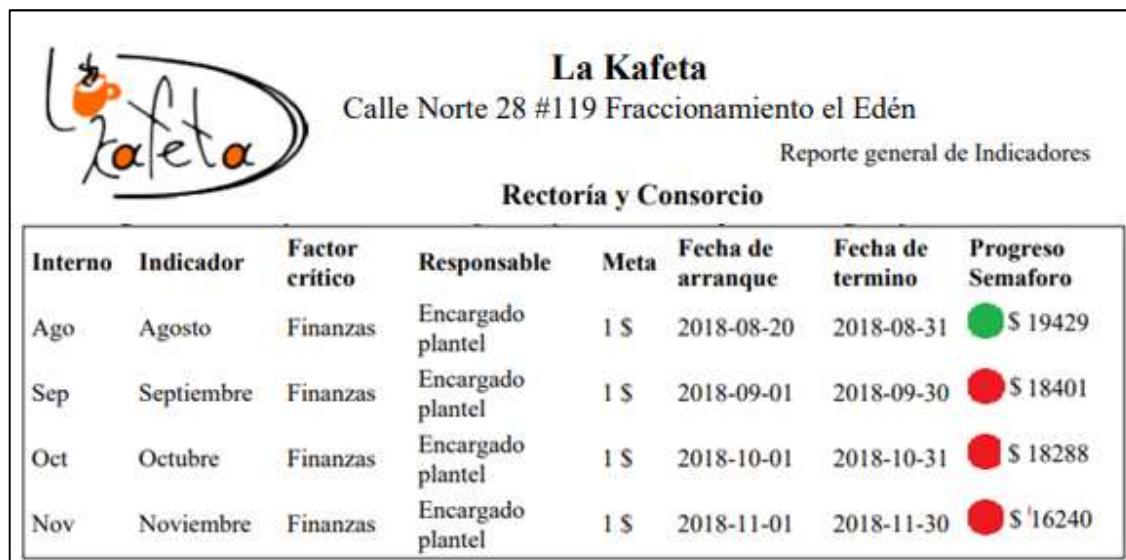 La Kafeta
La Kafeta
Calle Norte 28 #119 Fraccionamiento el Edén
Reporte general de Indicadores
Rectoría y Consorcio
Interno Indicador Factor crítico Responsable Meta Fecha de arranque Fecha de termino Progreso Semaforo
Ago Agosto Finanzas Encargado plantel 1 $ 2018-08-20 2018-08-31 $ 19429
Sep Septiembre Finanzas Encargado plantel 1 $ 2018-09-01 2018-09-30 $ 18401
Oct Octubre Finanzas Encargado plantel 1 $ 2018-10-01 2018-10-31 $ 18288
Nov Noviembre Finanzas Encargado plantel 1 $ 2018-11-01 2018-11-30 $ 16240